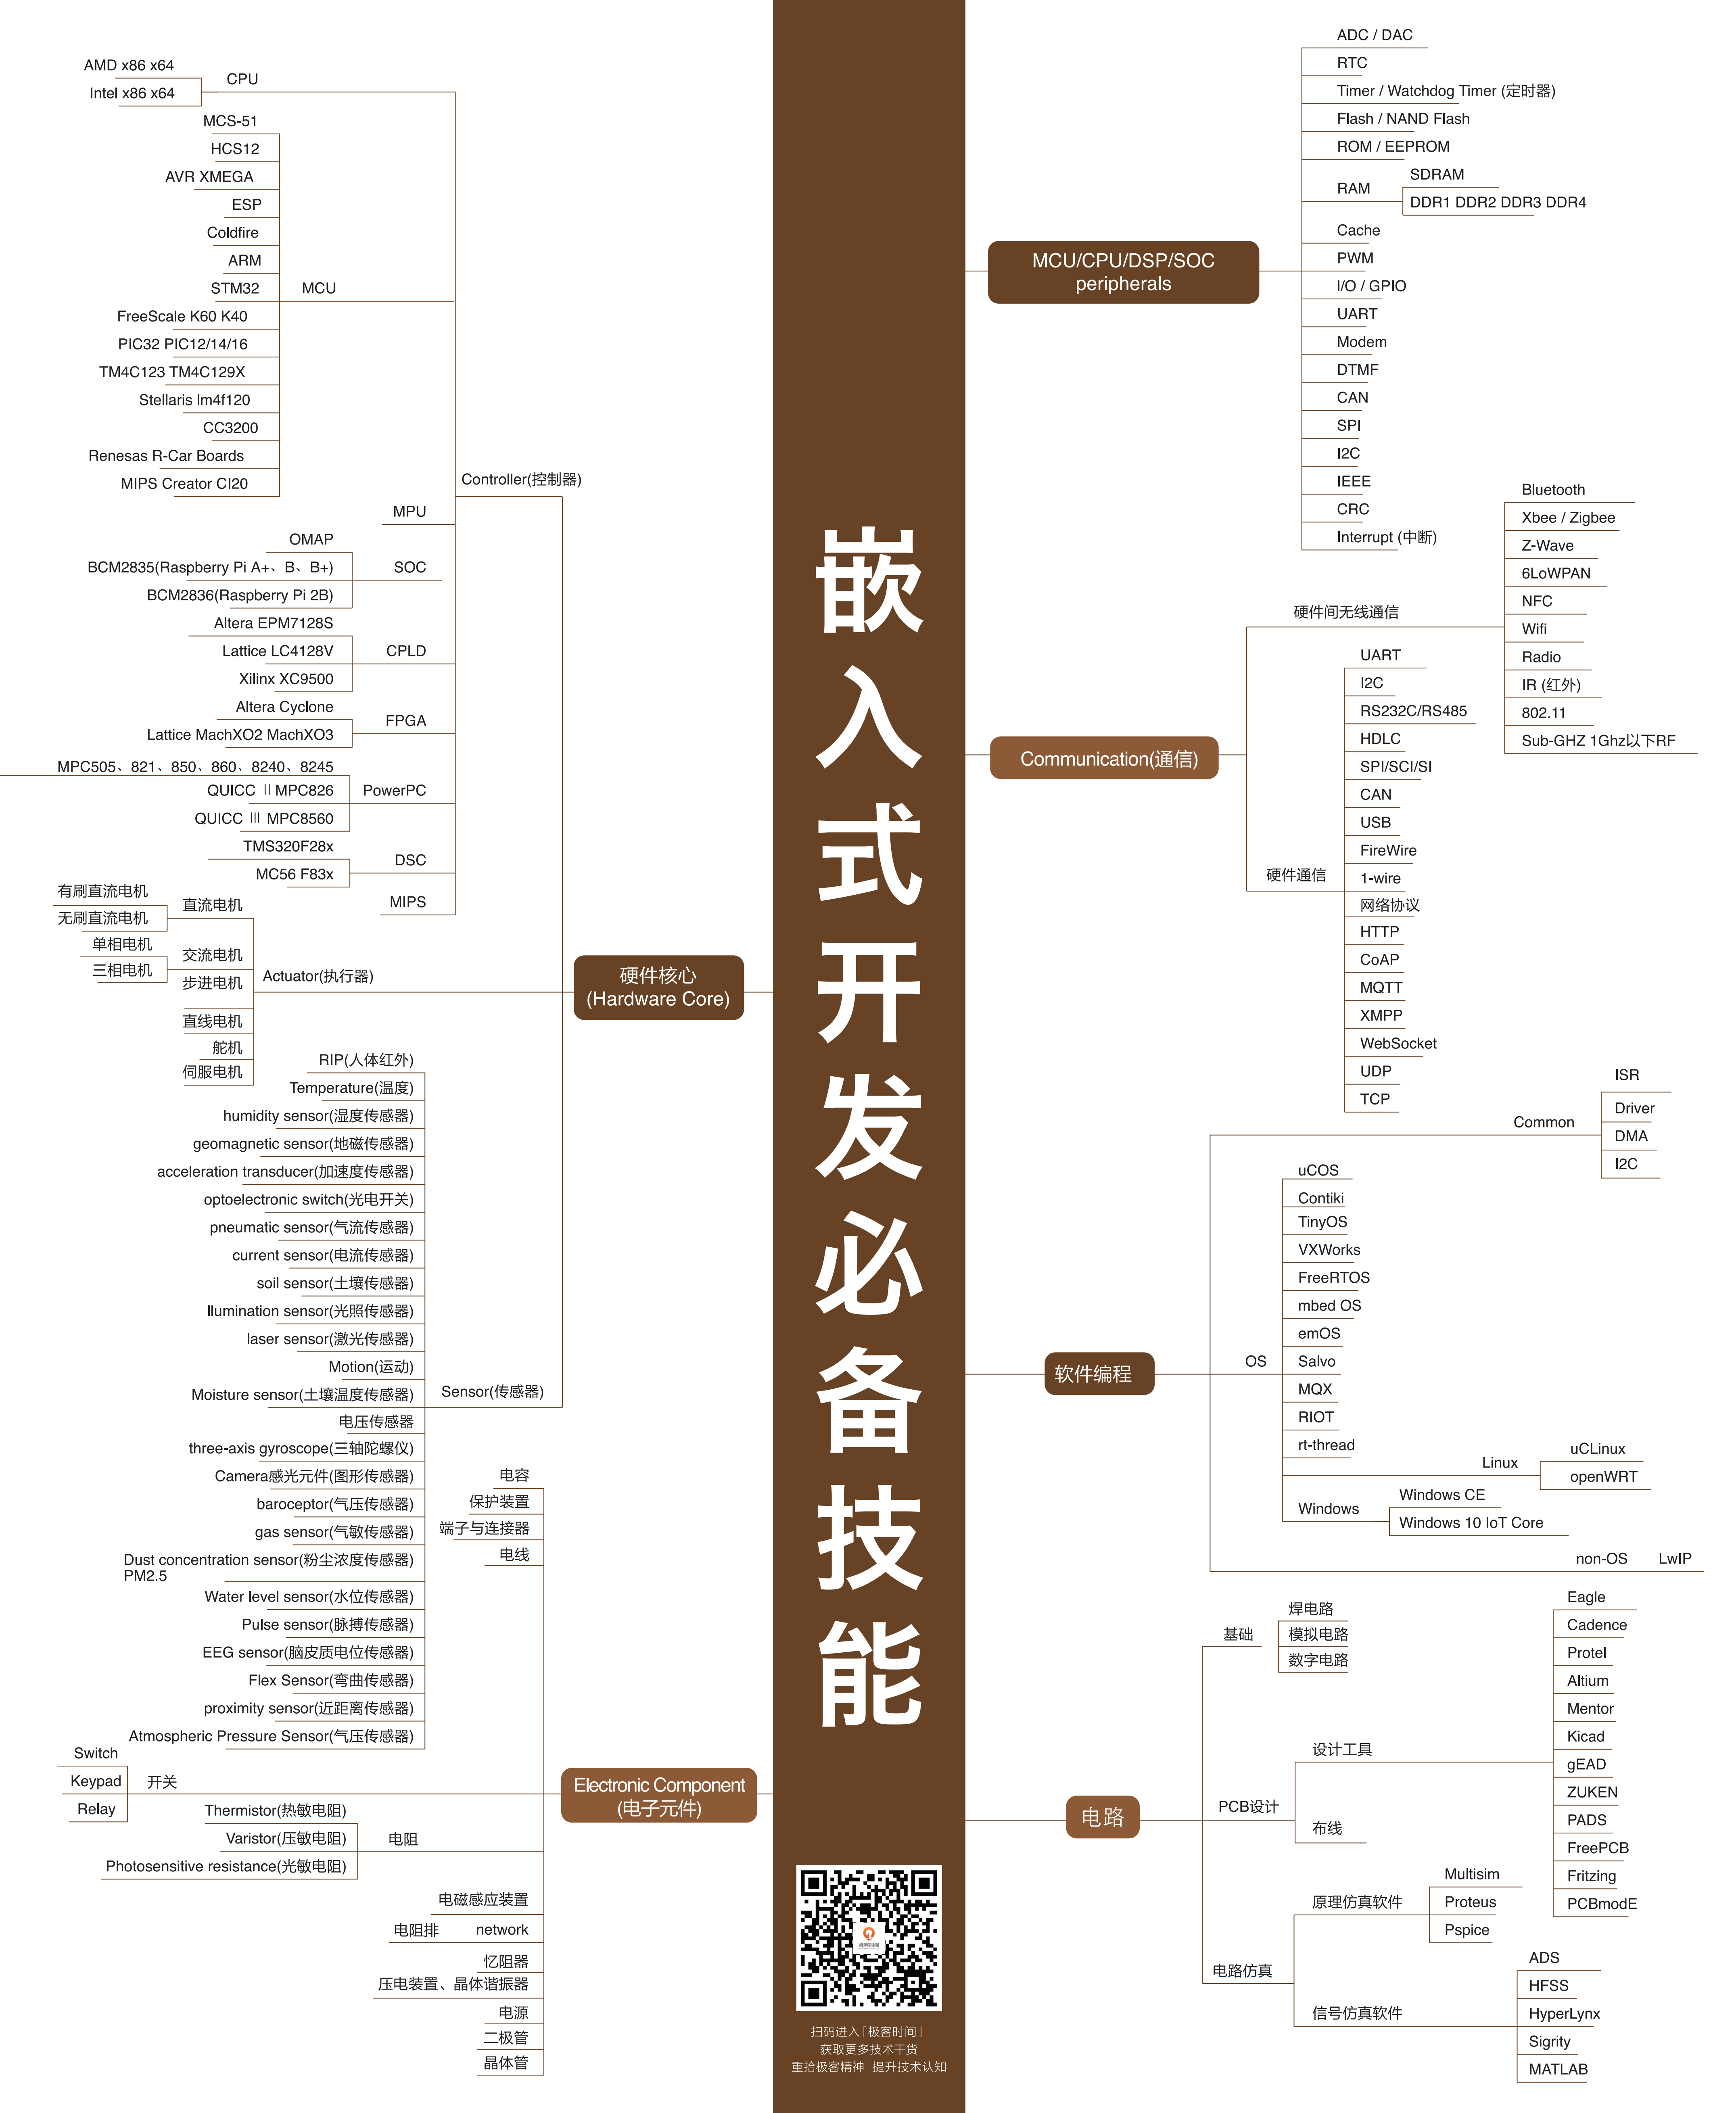 嵌入式开发必备技能
扫码进入「极客时间」
获取更多技术干货
重拾极客精神 提升技术认知
硬件核心
(Hardware Core)
Controller(控制器)
CPU
AMD x86 x64
Intel x86 x64
MCU
MCS-51
HCS12
AVR XMEGA
ESP
Coldfire
ARM
STM32
FreeScale K60 K40
PIC32 PIC12/14/16
TM4C123 TM4C129X
Stellaris lm4f120
CC3200
Renesas R-Car Boards
MIPS Creator CI20
MPU
SOC
OMAP
BCM2835(Raspberry Pi A+、B、B+)
BCM2836(Raspberry Pi 2B)
CPLD
Altera EPM7128S
Lattice LC4128V
Xilinx XC9500
FPGA
Altera Cyclone
Lattice MachXO2 MachXO3
PowerPC
MPC505、821、850、860、8240、8245
QUICC Ⅱ MPC826
QUICC Ⅲ MPC8560
DSC
TMS320F28x
MC56 F83x
MIPS
Actuator(执行器)
直流电机
有刷直流电机
无刷直流电机
交流电机
单相电机
三相电机
步进电机
直线电机
舵机
伺服电机
Sensor(传感器)
RIP(人体红外)
Temperature(温度)
humidity sensor(湿度传感器)
geomagnetic sensor(地磁传感器)
acceleration transducer(加速度传感器)
optoelectronic switch(光电开关)
pneumatic sensor(气流传感器)
current sensor(电流传感器)
soil sensor(土壤传感器)
Ilumination sensor(光照传感器)
laser sensor(激光传感器)
Motion(运动)
Moisture sensor(土壤温度传感器)
电压传感器
three-axis gyroscope(三轴陀螺仪)
Camera感光元件(图形传感器)
baroceptor(气压传感器)
gas sensor(气敏传感器)
Dust concentration sensor(粉尘浓度传感器)
PM2.5
Water level sensor(水位传感器)
Pulse sensor(脉搏传感器)
EEG sensor(脑皮质电位传感器)
Flex Sensor(弯曲传感器)
proximity sensor(近距离传感器)
Atmospheric Pressure Sensor(气压传感器)
Electronic Component
(电子元件)
电容
保护装置
端子与连接器
电线
开关
Switch
Keypad
Relay
电阻
Thermistor(热敏电阻)
Varistor(压敏电阻)
Photosensitive resistance(光敏电阻)
电磁感应装置
电阻排 network
忆阻器
压电装置、晶体谐振器
电源
二极管
晶体管
MCU/CPU/DSP/SOC
peripherals
ADC / DAC
RTC
Timer / Watchdog Timer (定时器)
Flash / NAND Flash
ROM / EEPROM
RAM
SDRAM
DDR1 DDR2 DDR3 DDR4
Cache
PWM
I/O / GPIO
UART
Modem
DTMF
CAN
SPI
I2C
IEEE
CRC
Interrupt (中断)
Communication(通信)
硬件间无线通信
Bluetooth
Xbee / Zigbee
Z-Wave
6LoWPAN
NFC
Wifi
Radio
IR (红外)
802.11
Sub-GHZ 1Ghz以下RF
硬件通信
UART
I2C
RS232C/RS485
HDLC
SPI/SCI/SI
CAN
USB
FireWire
1-wire
网络协议
HTTP
CoAP
MQTT
XMPP
WebSocket
UDP
TCP
软件编程
Common
ISR
Driver
DMA
I2C
OS
uCOS
Contiki
TinyOS
VXWorks
FreeRTOS
mbed OS
emOS
Salvo
MQX
RIOT
rt-thread
Linux
uCLinux
openWRT
Windows
Windows CE
Windows 10 IoT Core
non-OS LwIP
电路
基础
焊电路
模拟电路
数字电路
PCB设计
设计工具
Eagle
Cadence
Protel
Altium
Mentor
Kicad
gEAD
ZUKEN
PADS
FreePCB
Fritzing
PCBmodE
布线
电路仿真
原理仿真软件
Multisim
Proteus
Pspice
信号仿真软件
ADS
HFSS
HyperLynx
Sigrity
MATLAB